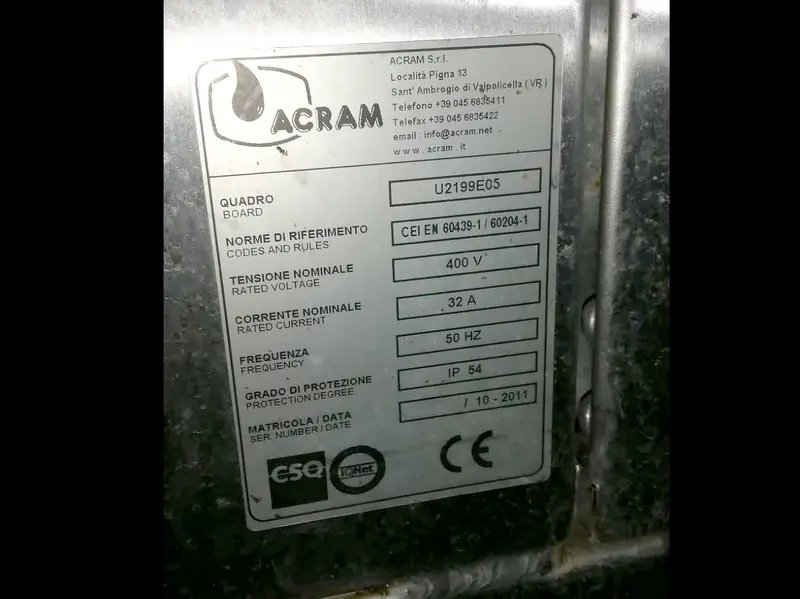 ACRAM
ACRAM S.r.l.
Località Pigna 13
Sant' Ambrogio di Valpolicella ( VR )
Telefono +39 045 6835411
Telefax +39 045 6835422
email : info@acram.net
www . acram . it
QUADRO
BOARD
U2199E05
NORME DI RIFERIMENTO
CODES AND RULES
CEI EN 60439-1 / 60204-1
TENSIONE NOMINALE
RATED VOLTAGE
400 V
CORRENTE NOMINALE
RATED CURRENT
32 A
FREQUENZA
FREQUENCY
50 HZ
GRADO DI PROTEZIONE
PROTECTION DEGREE
IP 54
MATRICOLA / DATA
SER. NUMBER / DATE
/ 10 - 2011
CSQ
IQNet
CE